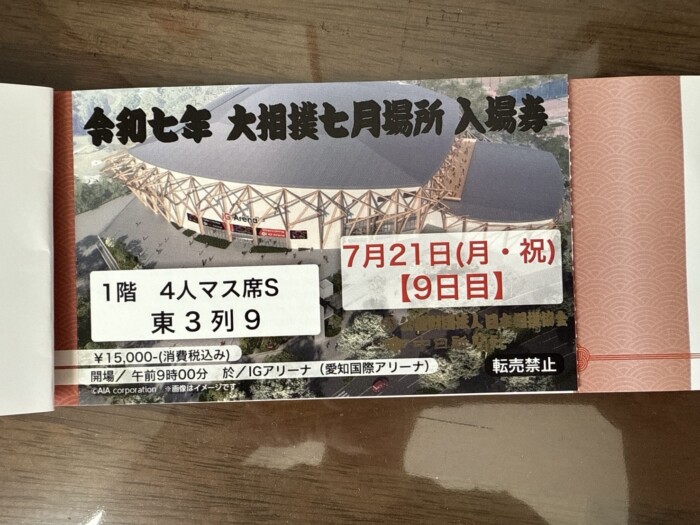 令和七年 大相撲七月場所 入場券
Arena
7月21日(月・祝)
【9日目】
1階 4人マス席S
東3列9
¥15,000-(消費税込み)
開場/午前9時00分 於/IGアリーナ(愛知国際アリーナ)
転売禁止
©AIA corporation ※画像はイメージです